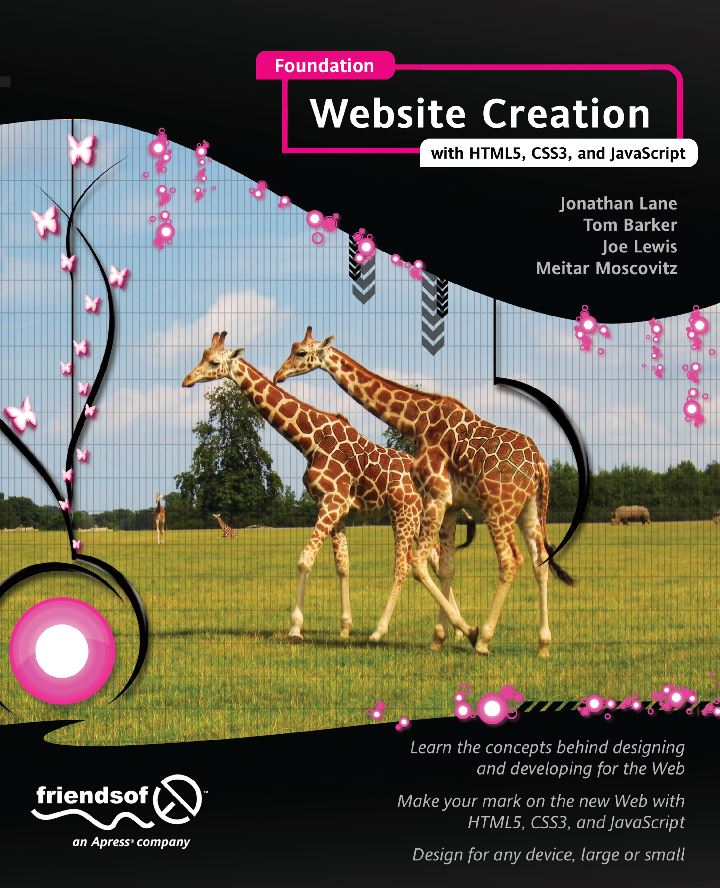 Foundation
Website Creation
with HTML5, CSS3, and JavaScript
Jonathan Lane
Tom Barker
Joe Lewis
Meitar Moscovitz
Learn the concepts behind designing
and developing for the Web
Make your mark on the new Web with
HTML5, CSS3, and JavaScript
Design for any device, large or small
friendsof
™
an Apress® company